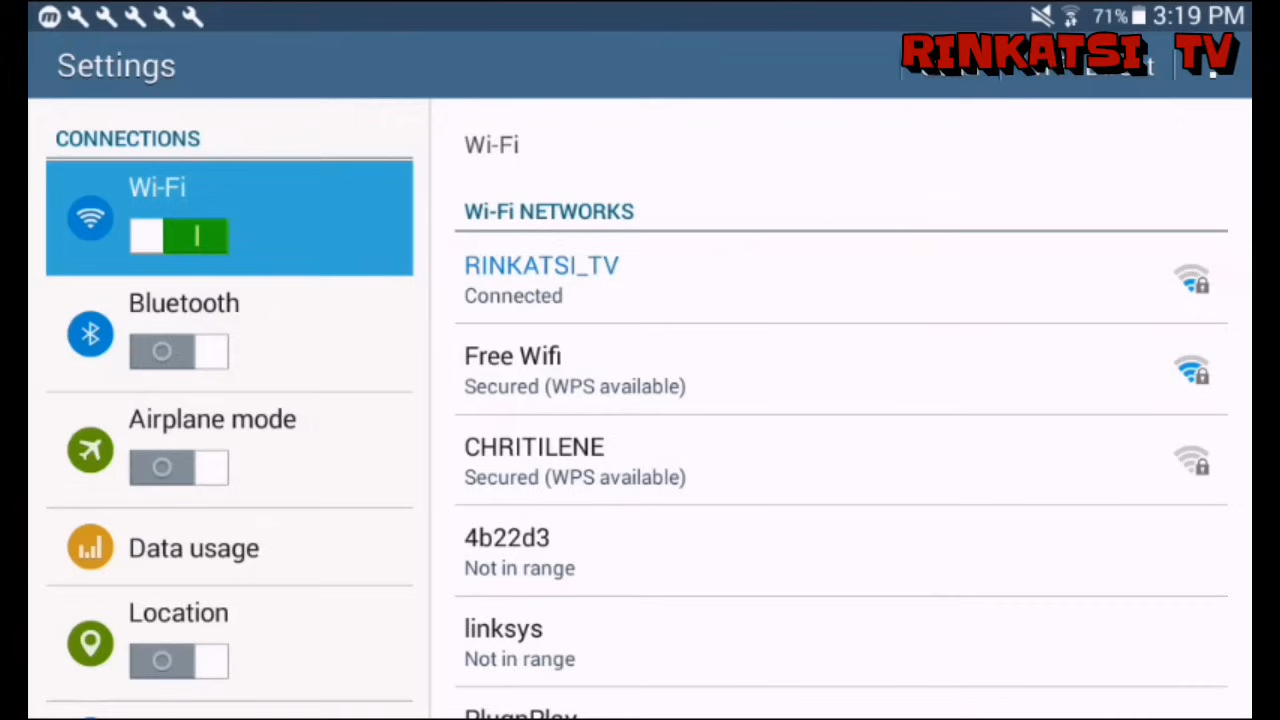 71% 3:19 PM
RINKATSI TV
Settings
CONNECTIONS
Wi-Fi
Bluetooth
Airplane mode
Data usage
Location
Wi-Fi
Wi-Fi NETWORKS
RINKATSI_TV
Connected
Free Wifi
Secured (WPS available)
CHRITILENE
Secured (WPS available)
4b22d3
Not in range
linksys
Not in range